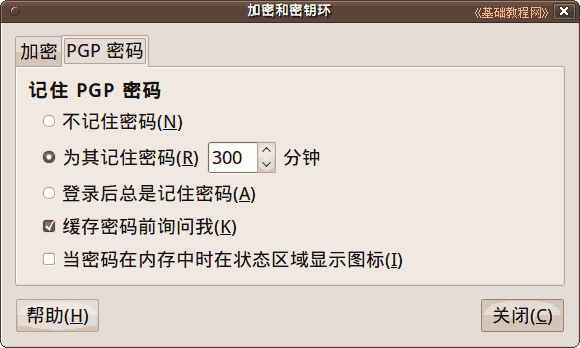 加密和密钥环
《基础教程网》
加密
PGP 密码
记住 PGP 密码
不记住密码(N)
为其记住密码(R) 300 分钟
登录后总是记住密码(A)
缓存密码前询问我(K)
当密码在内存中时在状态区域显示图标(I)
帮助(H)
关闭(C)